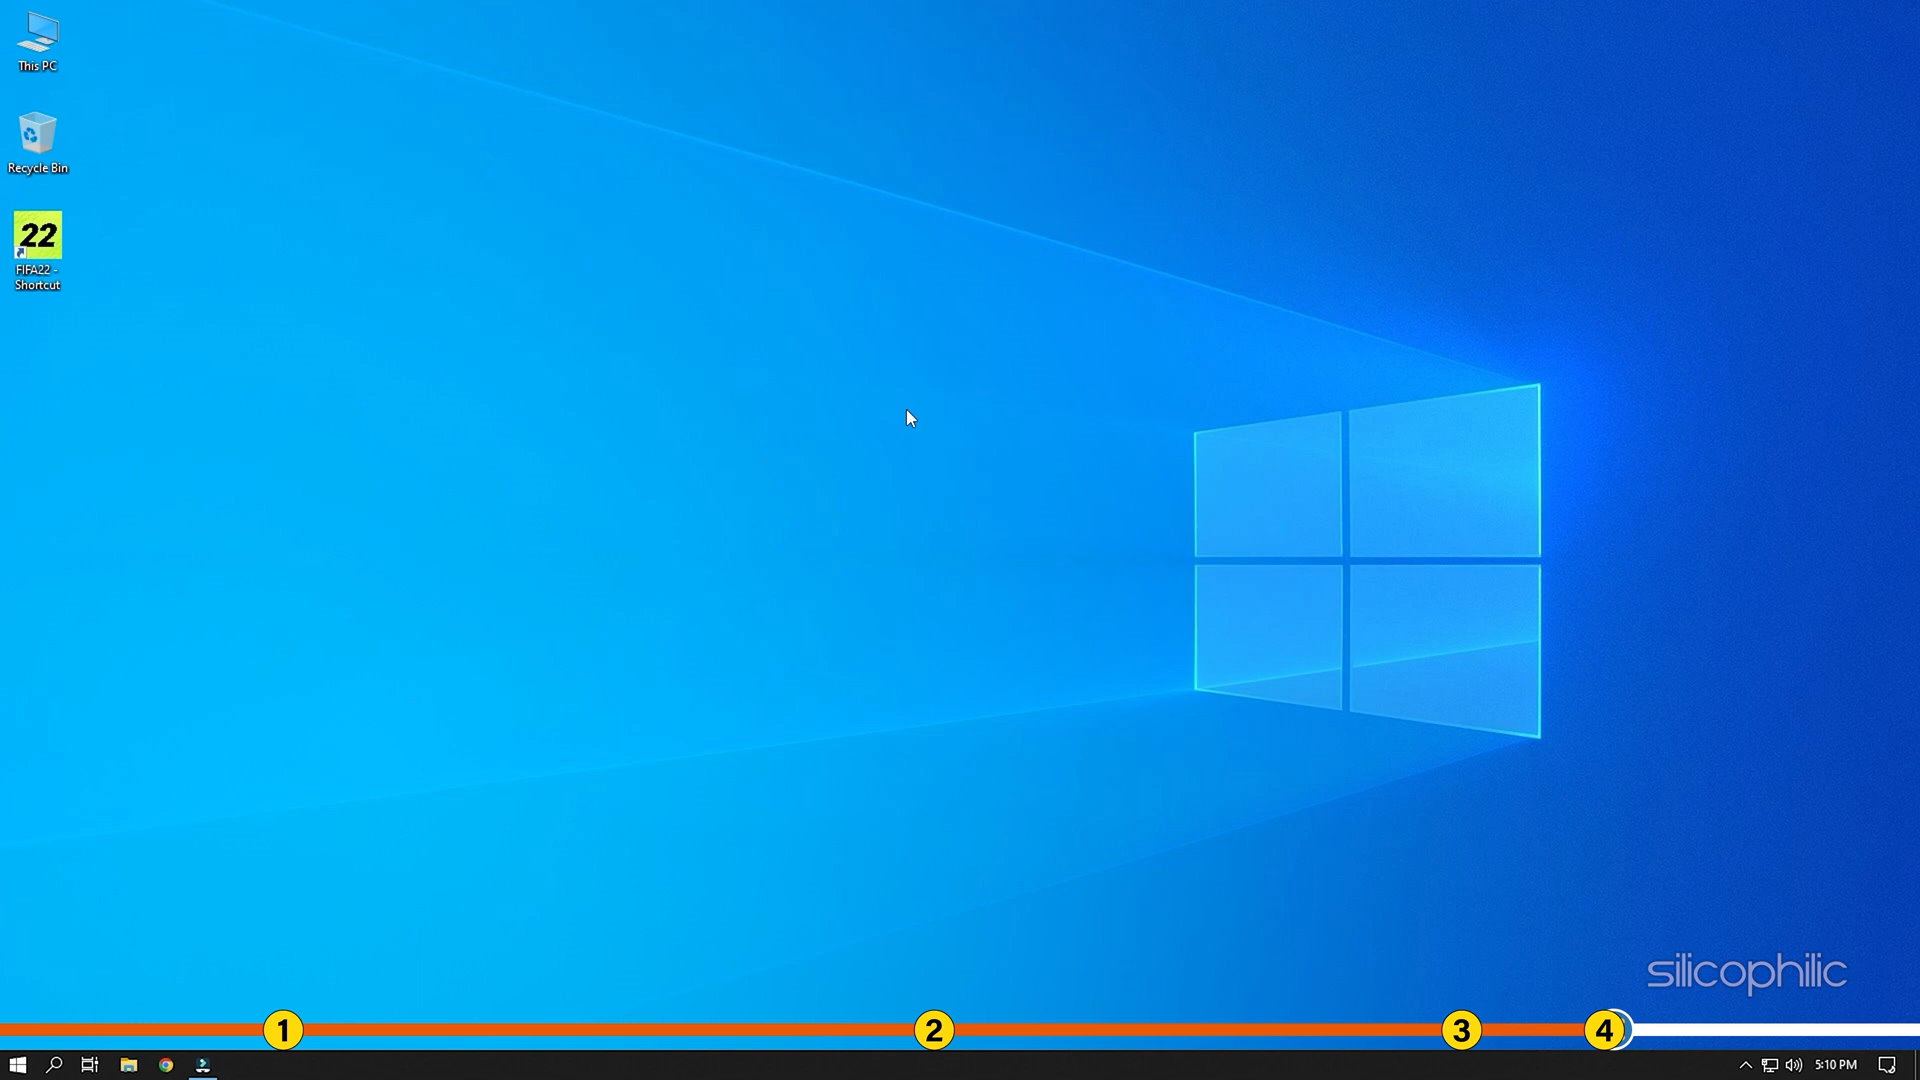 This PC
Recycle Bin
22
FIFA22 -
Shortcut
silicophilic
1
2
3
4
5:10 PM